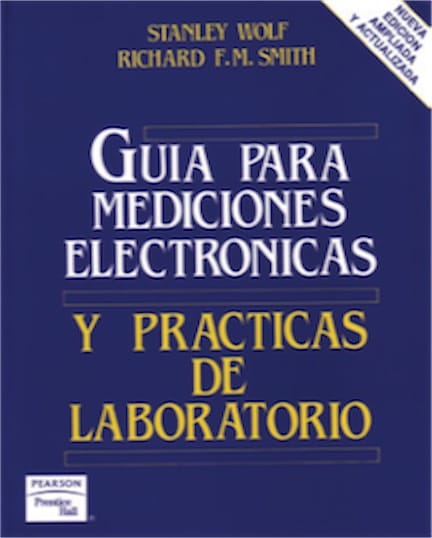 STANLEY WOLF
RICHARD F.M. SMITH
NUEVA
EDICION
AMPLIADA
Y ACTUALIZADA
GUIA PARA
MEDICIONES
ELECTRONICAS
Y PRACTICAS
DE
LABORATORIO
PEARSON
Prentice
Hall
®